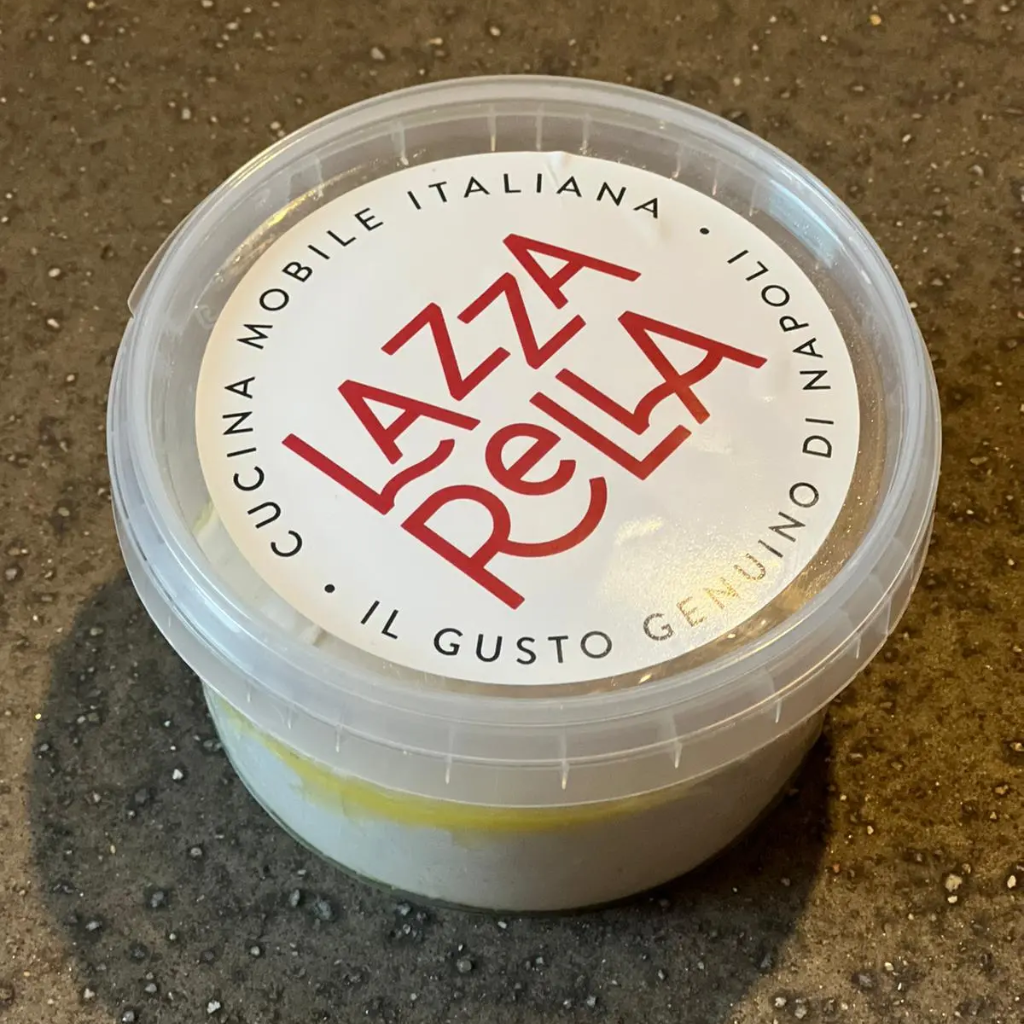 LAZZA
ReLLA
CUCINA MOBILE ITALIANA •
IL GUSTO GENUINO DI NAPOLI •